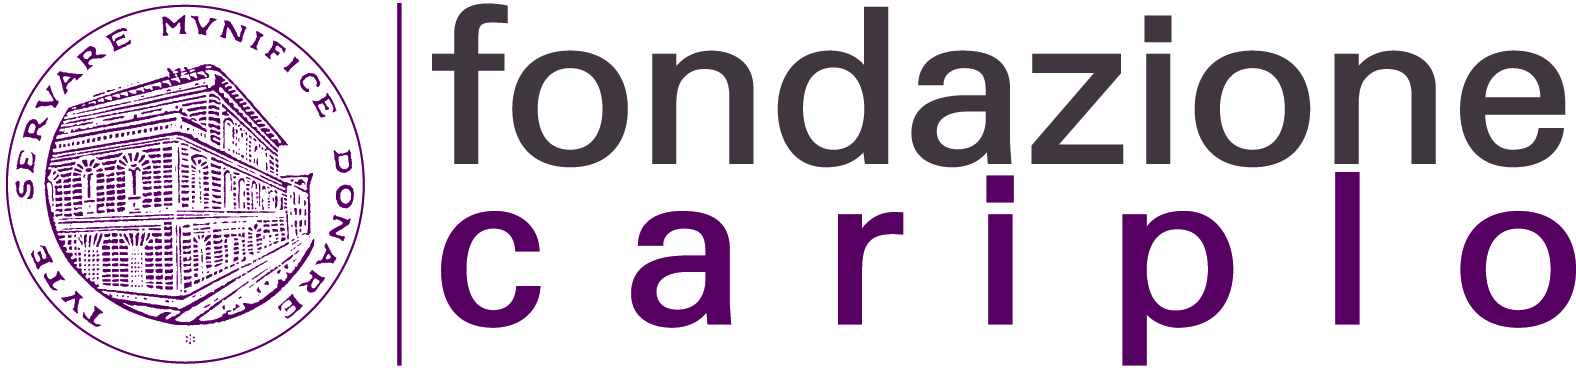 TVTE SERVARE MVNIFICE DONARE
fondazione
cariplo